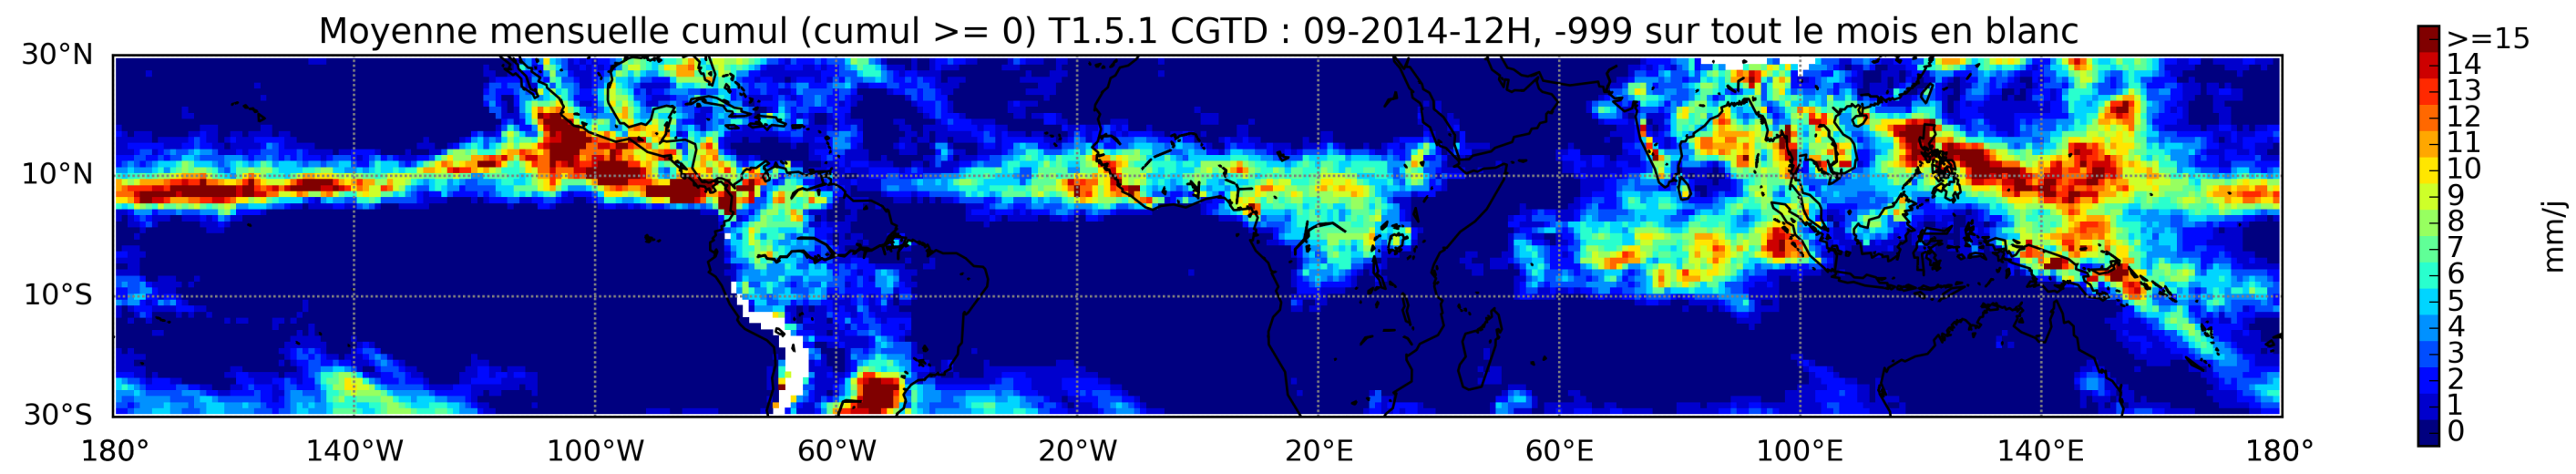 Moyenne mensuelle cumul (cumul >= 0) T1.5.1 CGTD : 09-2014-12H, -999 sur tout le mois en blanc
30°N
10°N
10°S
30°S
180° 140°W 100°W 60°W 20°W 20°E 60°E 100°E 140°E 180°
>=15
14
13
12
11
10
9
8
7
6
5
4
3
2
1
0
mm/j